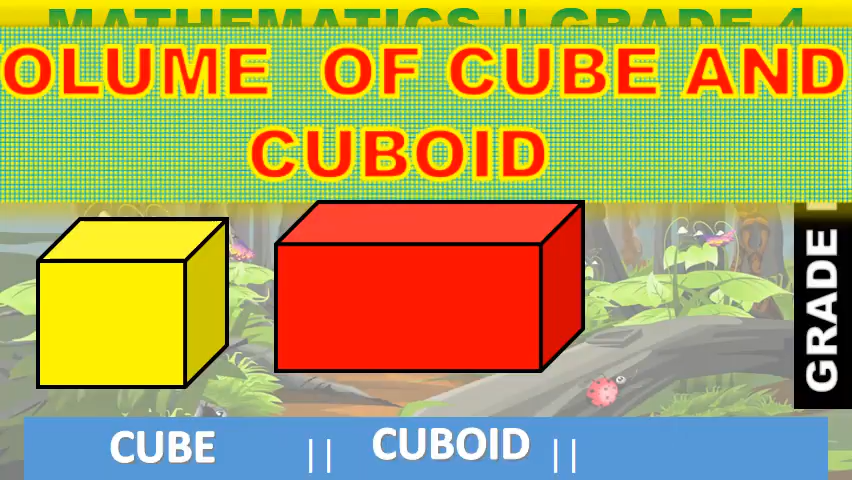 MATHEMATICS || GRADE 4
OLUME OF CUBE AND
CUBOID
GRADE
CUBE || CUBOID ||